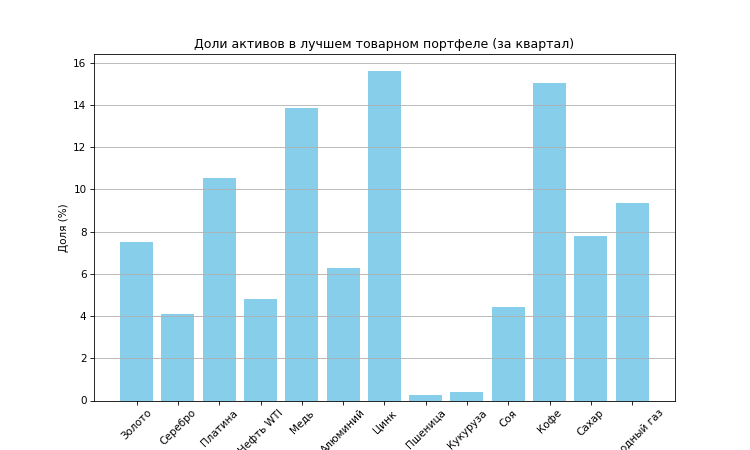 Доли активов в лучшем товарном портфеле (за квартал)
Доля (%)
16
14
12
10
8
6
4
2
0
Золото
Серебро
Платина
Нефть WTI
Медь
Алюминий
Цинк
Пшеница
Кукуруза
Соя
Кофе
Сахар
газ